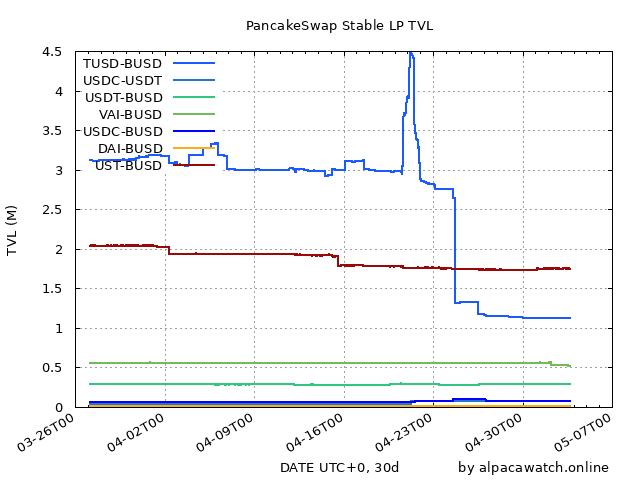 PancakeSwap Stable LP TVL
TVL (M)
4.5
4
3.5
3
2.5
2
1.5
1
0.5
0
TUSD-BUSD
USDC-USDT
USDT-BUSD
VAI-BUSD
USDC-BUSD
DAI-BUSD
UST-BUSD
03-26T00
04-02T00
04-09T00
04-16T00
04-23T00
04-30T00
05-07T00
DATE UTC+0, 30d
by alpacawatch.online